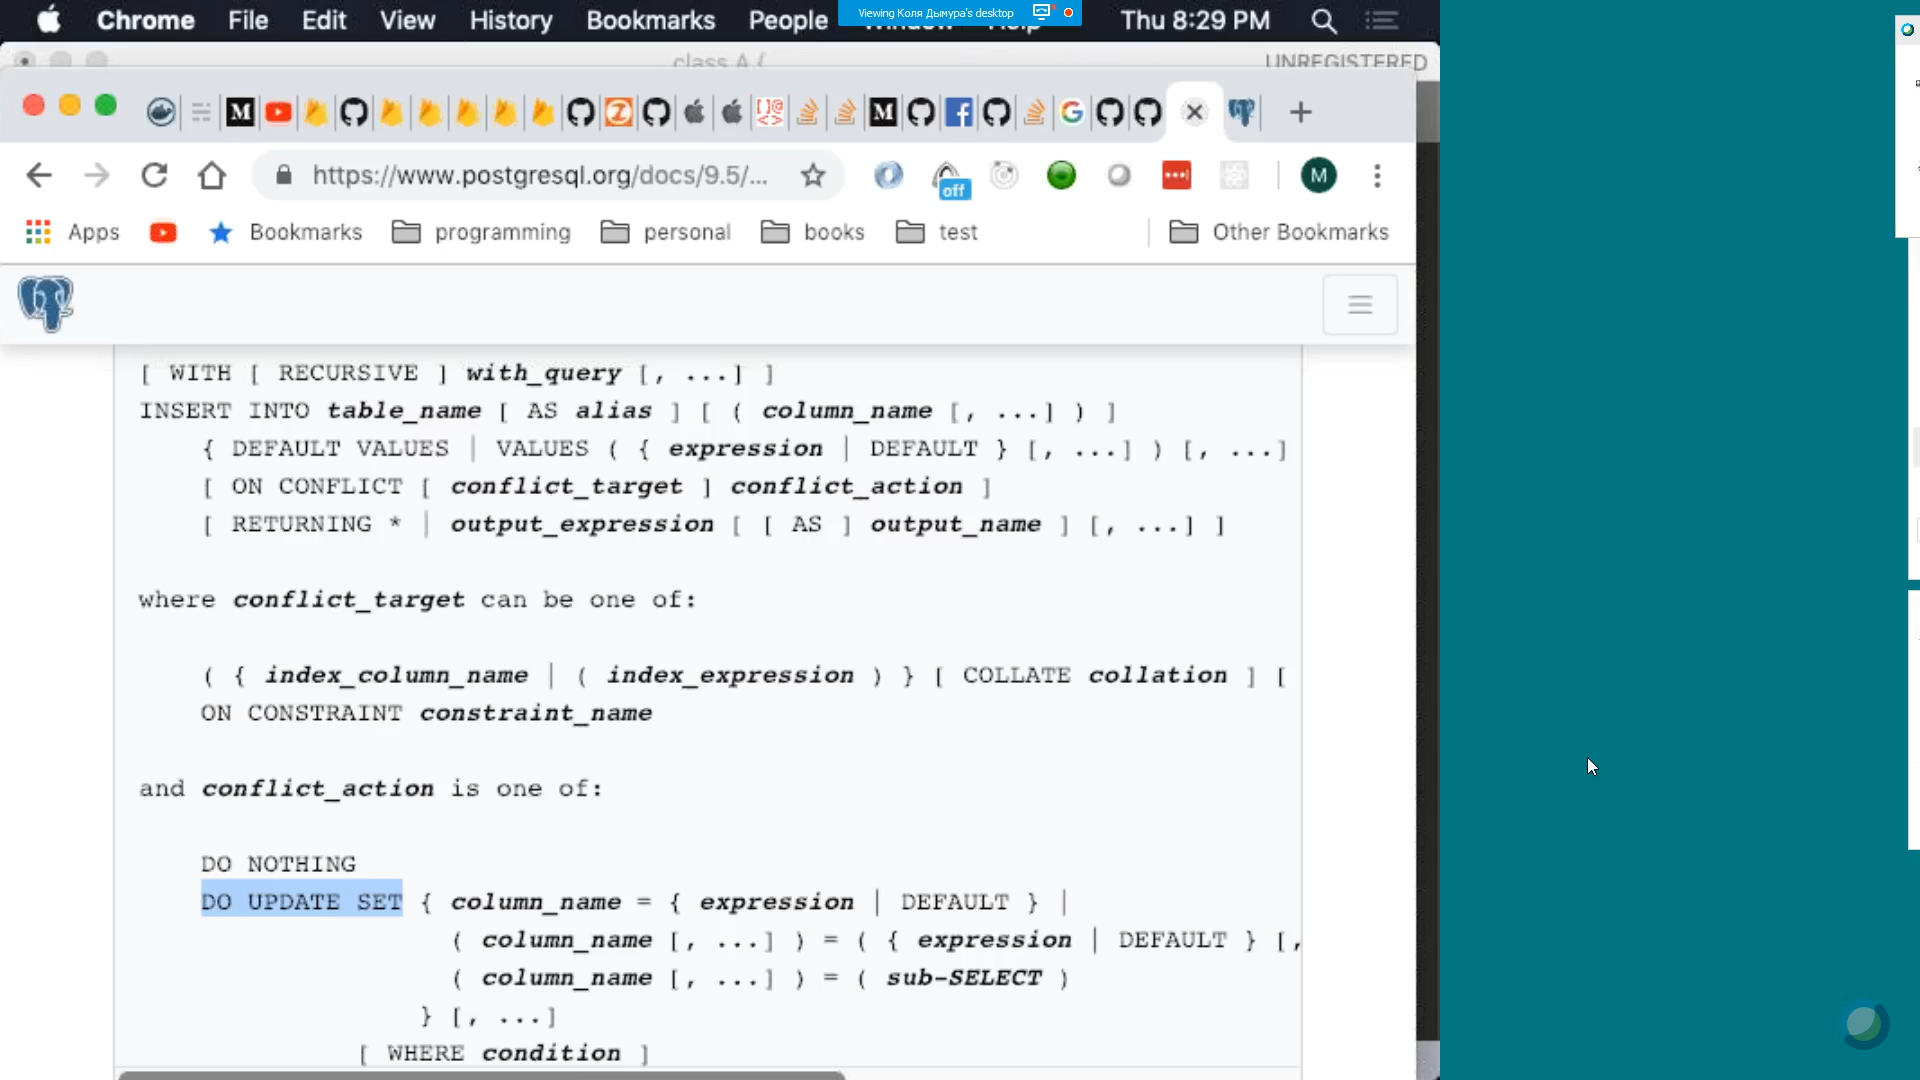 Chrome File Edit View History Bookmarks People Window Help Thu 8:29 PM
Viewing Коля Дымура's desktop
class A {
UNREGISTERED
https://www.postgresql.org/docs/9.5/...
off
M
Apps Bookmarks programming personal books test Other Bookmarks
[ WITH [ RECURSIVE ] with_query [, ...] ]
INSERT INTO table_name [ AS alias ] [ ( column_name [, ...] ) ]
{ DEFAULT VALUES | VALUES ( { expression | DEFAULT } [, ...] ) [, ...]
[ ON CONFLICT [ conflict_target ] conflict_action ]
[ RETURNING * | output_expression [ [ AS ] output_name ] [, ...] ]
where conflict_target can be one of:
( { index_column_name | ( index_expression ) } [ COLLATE collation ] [
ON CONSTRAINT constraint_name
and conflict_action is one of:
DO NOTHING
DO UPDATE SET { column_name = { expression | DEFAULT } |
( column_name [, ...] ) = ( { expression | DEFAULT } [,
( column_name [, ...] ) = ( sub-SELECT )
} [, ...]
[ WHERE condition ]